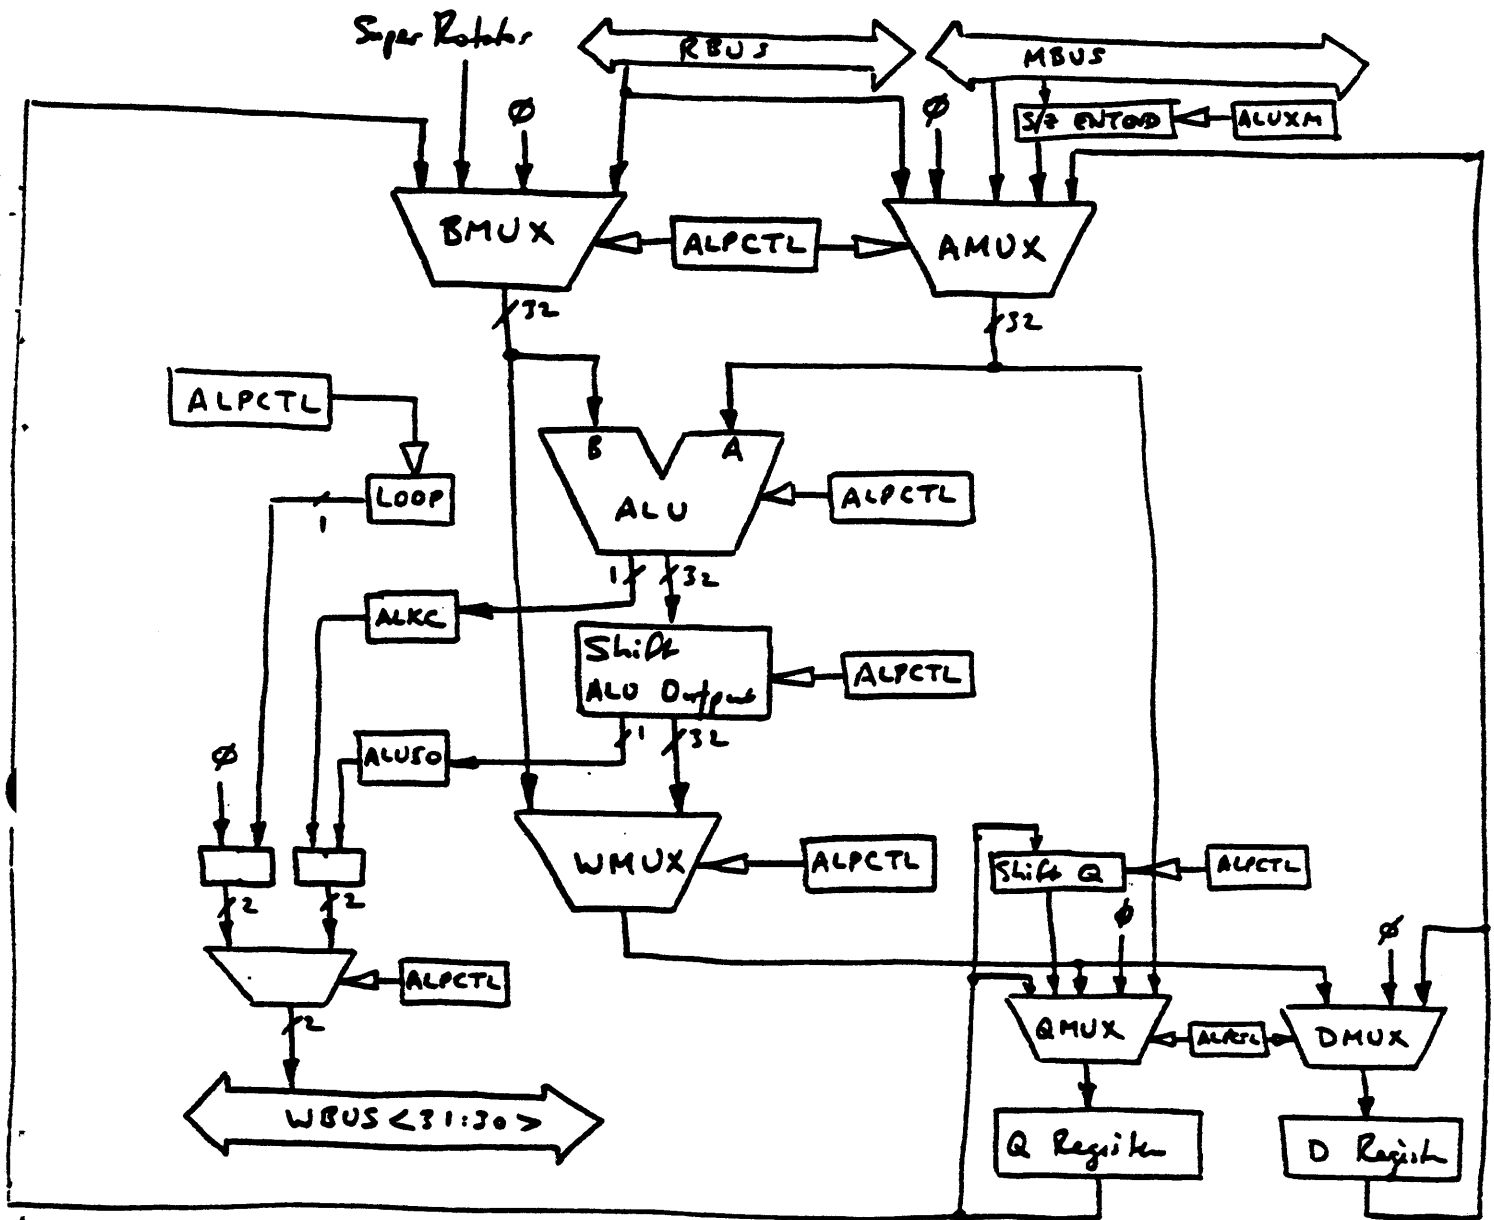 Super Rotator
RBUS
MBUS
Ø
Ø
S/Z EXTEND
ALUXM
BMUX
ALPCTL
AMUX
32
32
ALPCTL
B
A
LOOP
ALU
ALPCTL
1
1
32
ALKC
Shift
ALU Output
ALPCTL
1
32
Ø
ALUSO
WMUX
ALPCTL
Shift Q
ALPCTL
2
2
Ø
Ø
ALPCTL
2
QMUX
ALPCTL
DMUX
WBUS <31:30>
Q Register
D Register